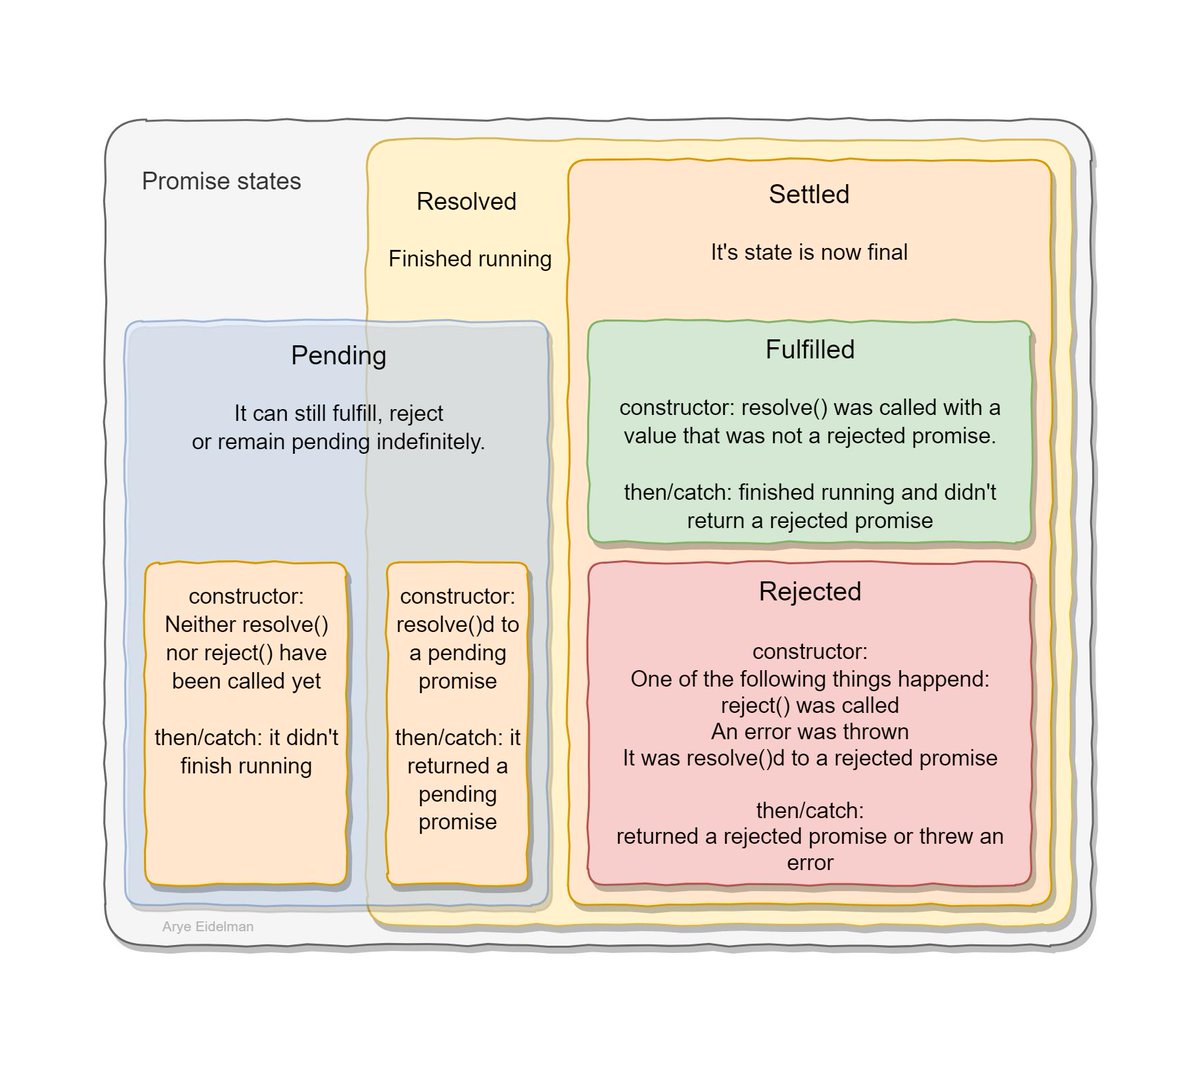 Promise states
Resolved
Finished running
Settled
It's state is now final
Pending
It can still fulfill, reject
or remain pending indefinitely.
constructor:
Neither resolve()
nor reject() have
been called yet
then/catch: it didn't
finish running
constructor:
resolve()d to
a pending
promise
then/catch: it
returned a
pending
promise
Fulfilled
constructor: resolve() was called with a
value that was not a rejected promise.
then/catch: finished running and didn't
return a rejected promise
Rejected
constructor:
One of the following things happend:
reject() was called
An error was thrown
It was resolve()d to a rejected promise
then/catch:
returned a rejected promise or threw an
error
Arye Eidelman